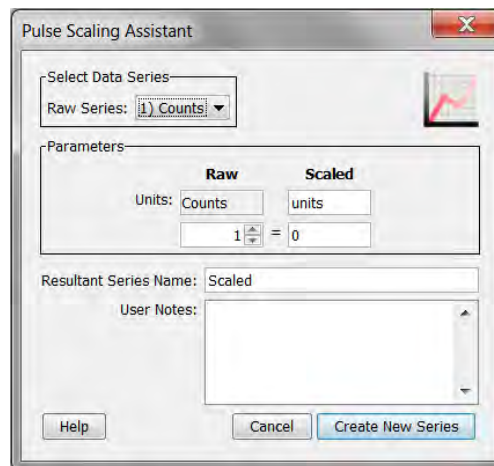 Pulse Scaling Assistant
Select Data Series
Raw Series: 1) Counts
Parameters
Raw Scaled
Units: Counts units
1 = 0
Resultant Series Name: Scaled
User Notes:
Help Cancel Create New Series